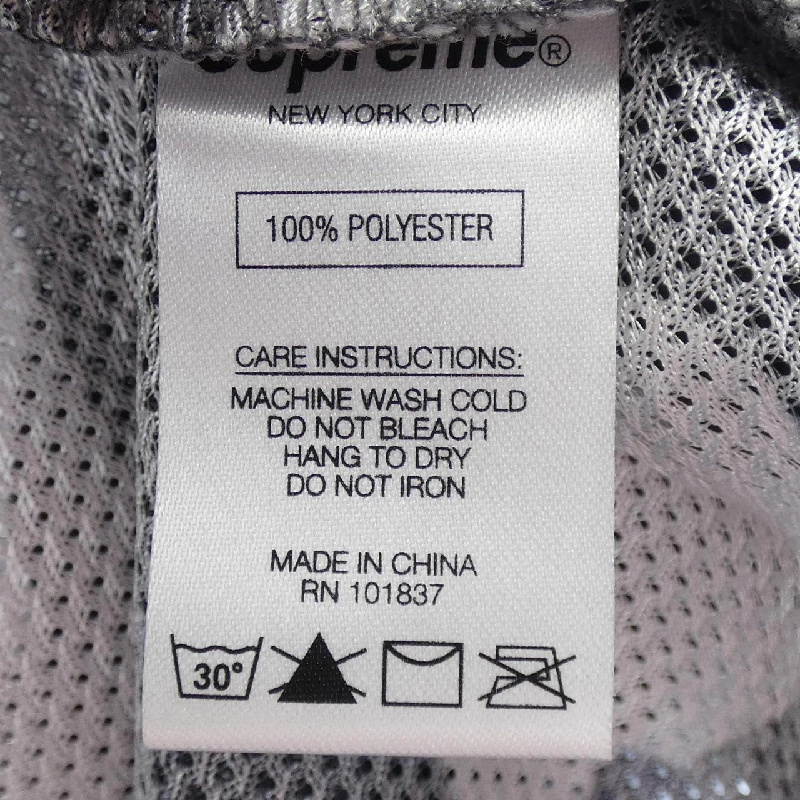 Supreme®
NEW YORK CITY
100% POLYESTER
CARE INSTRUCTIONS:
MACHINE WASH COLD
DO NOT BLEACH
HANG TO DRY
DO NOT IRON
MADE IN CHINA
RN 101837
30°